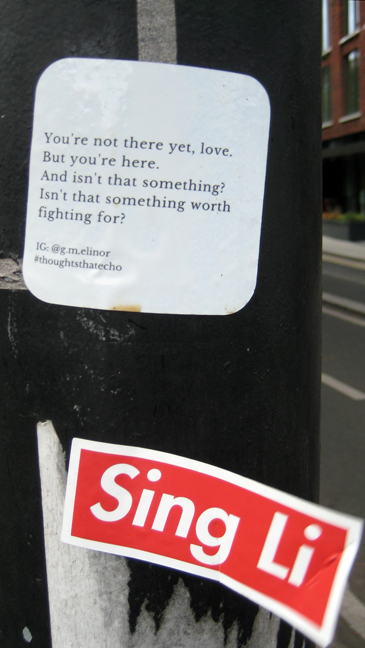 You're not there yet, love.
But you're here.
And isn't that something?
Isn't that something worth
fighting for?
IG: @g.m.elinor
#thoughtsthatecho
Sing Li